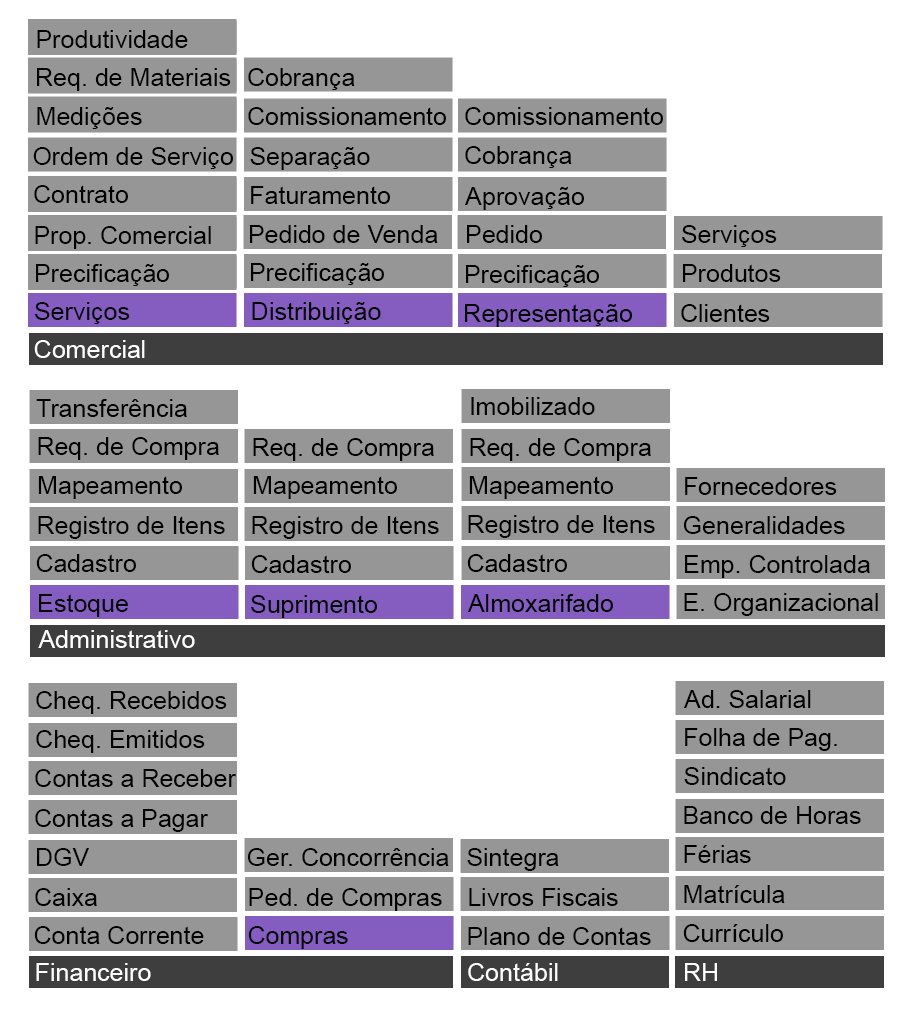 Produtividade
Req. de Materiais Cobrança
Medições Comissionamento Comissionamento
Ordem de Serviço Separação Cobrança
Contrato Faturamento Aprovação
Prop. Comercial Pedido de Venda Pedido Serviços
Precificação Precificação Precificação Produtos
Serviços Distribuição Representação Clientes
Comercial
Transferência Imobilizado
Req. de Compra Req. de Compra Req. de Compra
Mapeamento Mapeamento Mapeamento Fornecedores
Registro de Itens Registro de Itens Registro de Itens Generalidades
Cadastro Cadastro Cadastro Emp. Controlada
Estoque Suprimento Almoxarifado E. Organizacional
Administrativo
Cheq. Recebidos Ad. Salarial
Cheq. Emitidos Folha de Pag.
Contas a Receber Sindicato
Contas a Pagar Banco de Horas
DGV Ger. Concorrência Sintegra Férias
Caixa Ped. de Compras Livros Fiscais Matrícula
Conta Corrente Compras Plano de Contas Currículo
Financeiro Contábil RH